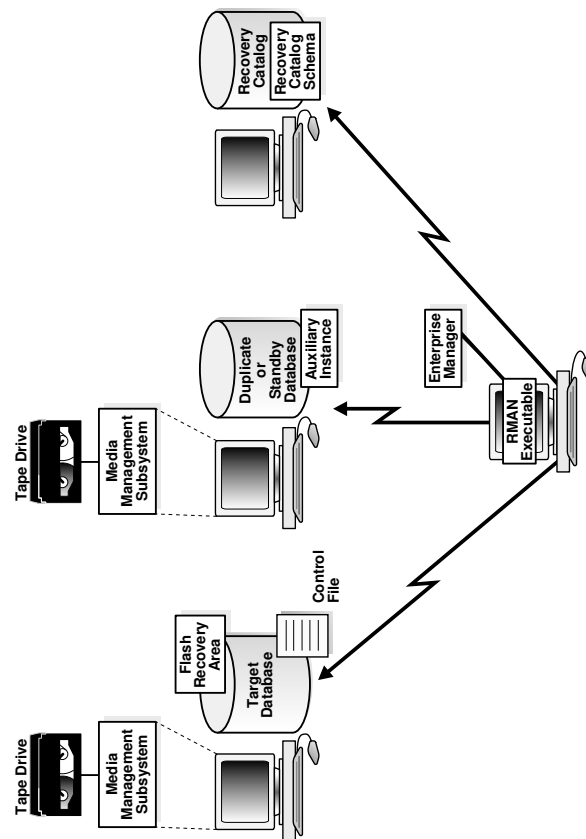 Tape Drive
Media
Management
Subsystem
Flash
Recovery
Area
Target
Database
Control
File
Tape Drive
Media
Management
Subsystem
Duplicate
or
Standby
Database
Auxiliary
Instance
Recovery
Catalog
Recovery
Catalog
Schema
Enterprise
Manager
RMAN
Executable